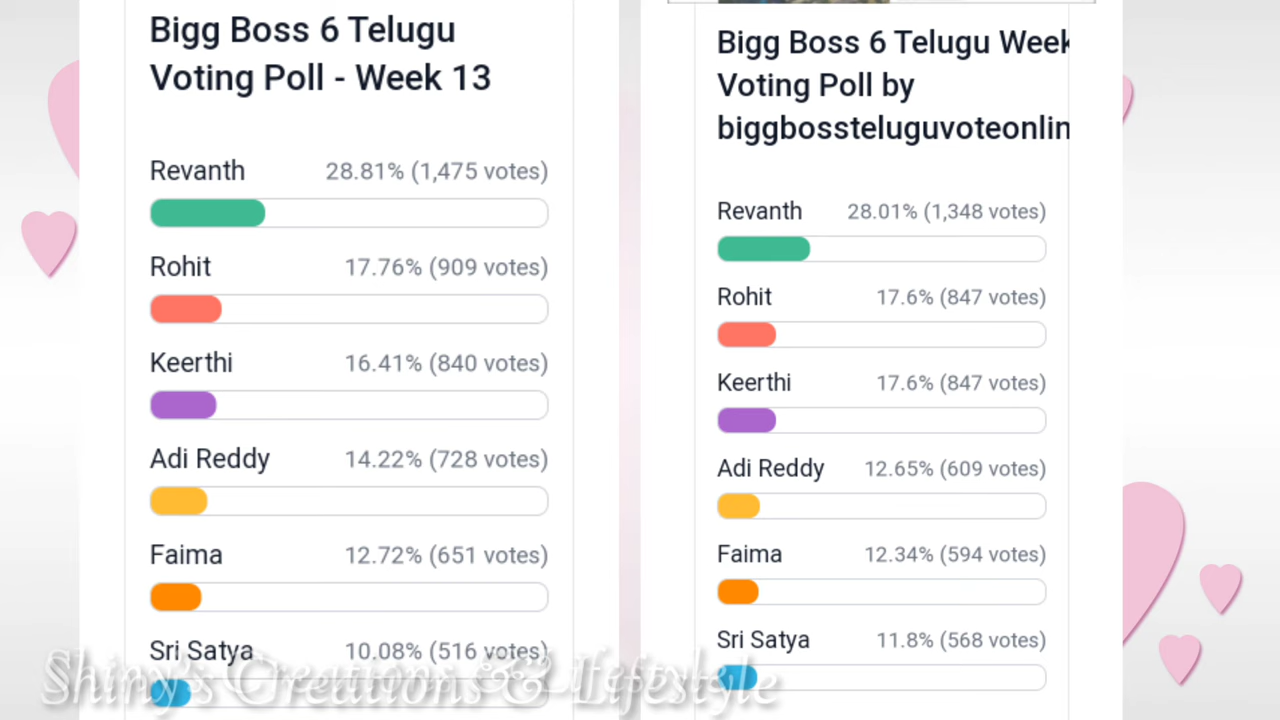 Bigg Boss 6 Telugu
Voting Poll - Week 13
Revanth 28.81% (1,475 votes)
Rohit 17.76% (909 votes)
Keerthi 16.41% (840 votes)
Adi Reddy 14.22% (728 votes)
Faima 12.72% (651 votes)
Sri Satya 10.08% (516 votes)
Bigg Boss 6 Telugu Week
Voting Poll by
biggbossteluguvoteonlin
Revanth 28.01% (1,348 votes)
Rohit 17.6% (847 votes)
Keerthi 17.6% (847 votes)
Adi Reddy 12.65% (609 votes)
Faima 12.34% (594 votes)
Sri Satya 11.8% (568 votes)
Shiny's Creations & Lifestyle